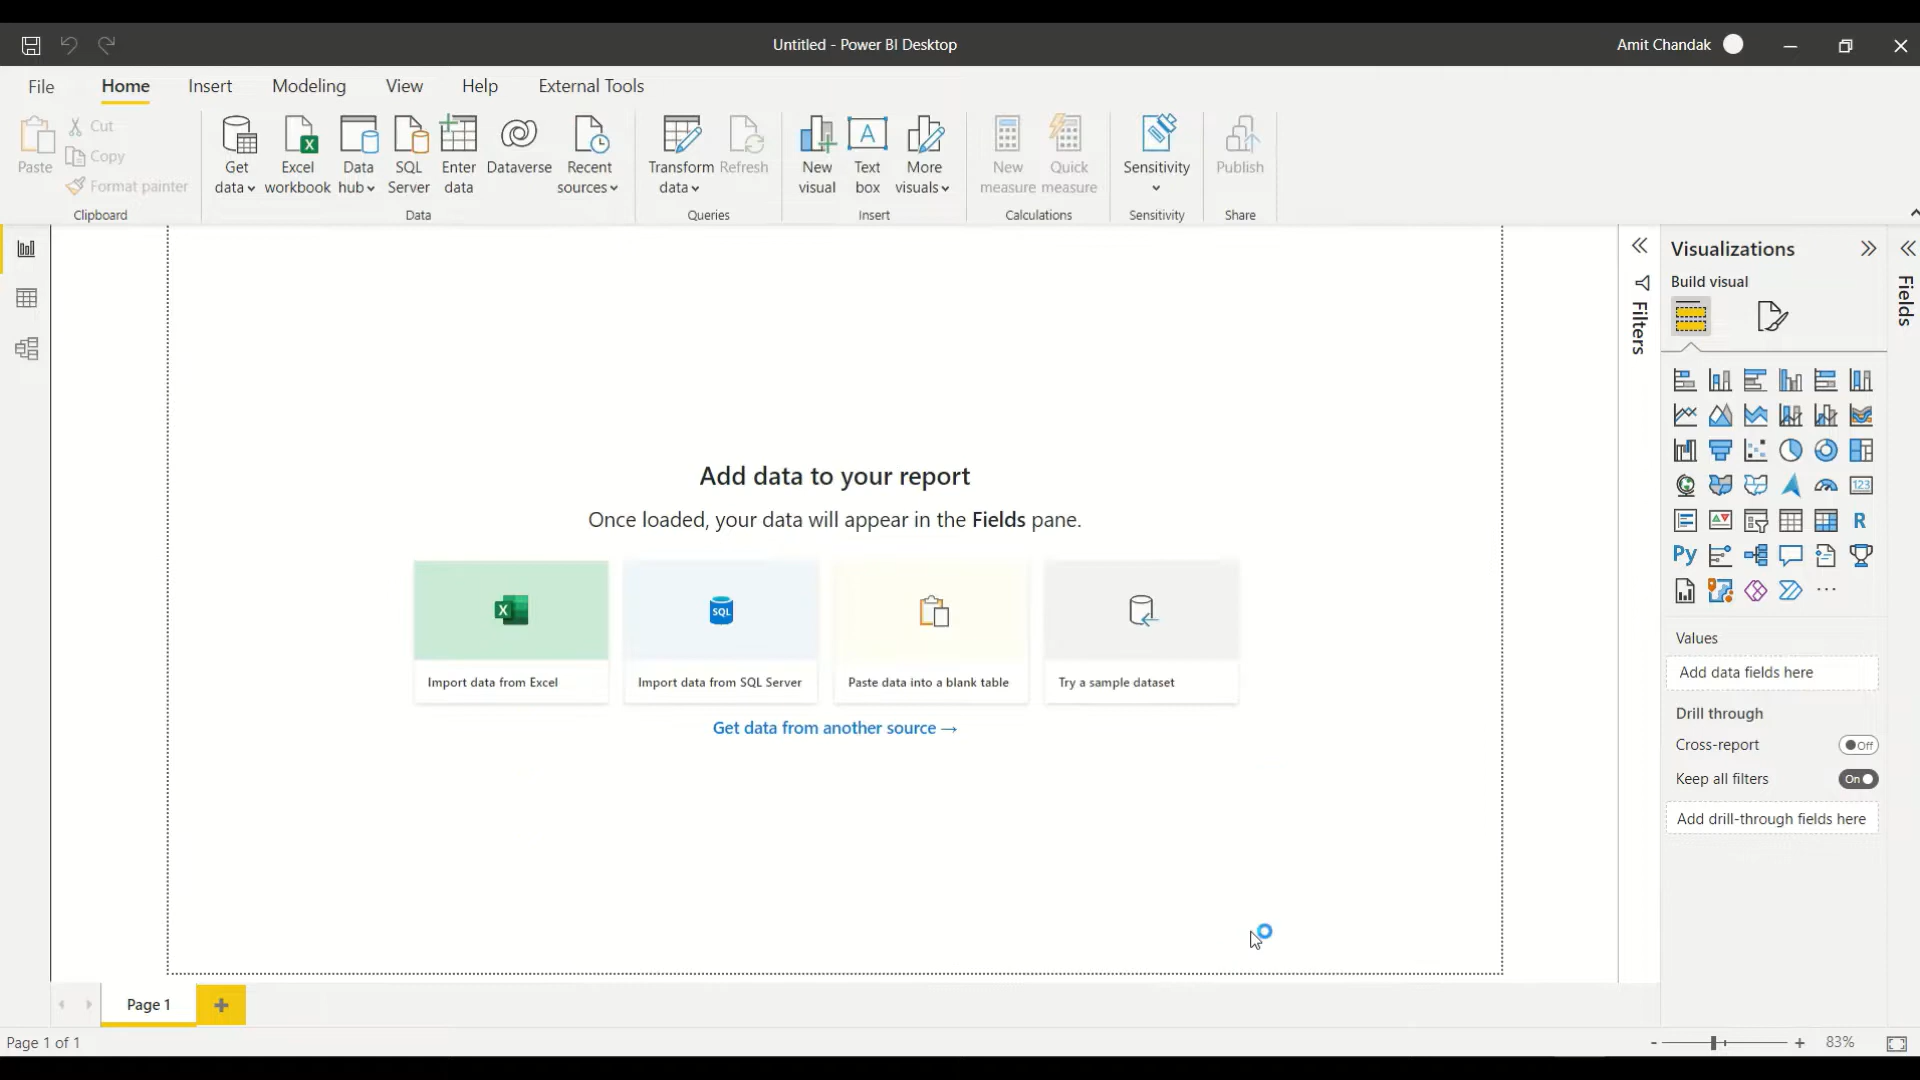 Untitled - Power BI Desktop
Amit Chandak
File Home Insert Modeling View Help External Tools
Paste
Cut
Copy
Format painter
Clipboard
Get data
Excel workbook
Data hub
SQL Server
Enter data
Dataverse
Recent sources
Data
Transform data
Refresh
Queries
New visual
Text box
A
More visuals
Insert
New measure
Quick measure
Calculations
Sensitivity
Sensitivity
Publish
Share
Filters
Visualizations
Build visual
Fields
123
R
Py
...
Values
Add data fields here
Drill through
Cross-report Off
Keep all filters On
Add drill-through fields here
Add data to your report
Once loaded, your data will appear in the Fields pane.
X
SQL
Import data from Excel
Import data from SQL Server
Paste data into a blank table
Try a sample dataset
Get data from another source →
Page 1
+
Page 1 of 1
- + 83%